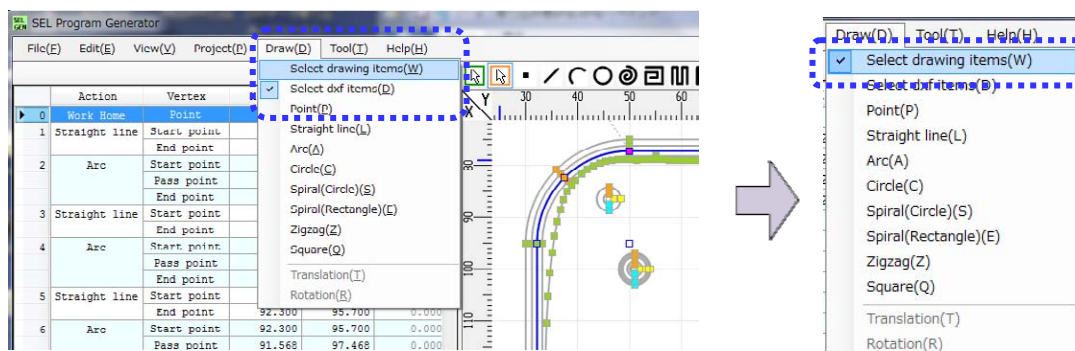 SEL GEN SEL Program Generator
File(F) Edit(E) View(V) Project(P) Draw(D) Tool(T) Help(H)
Select drawing items(W)
Select dxf items(D)
Point(P)
Straight line(L)
Arc(A)
Circle(C)
Spiral(Circle)(S)
Spiral(Rectangle)(E)
Zigzag(Z)
Square(Q)
Translation(T)
Rotation(R)
Action Vertex
0 Work Home Point
1 Straight line Start point
End point
2 Arc Start point
Pass point
End point
3 Straight line Start point
End point
4 Arc Start point
Pass point
End point
5 Straight line Start point
End point 92.300 95.700 0.000
6 Arc Start point 92.300 95.700 0.000
Pass point 91.568 97.468 0.000
Y
X
30 40 50 60
80
90
100
110
Draw(D) Tool(T) Help(H)
Select drawing items(W)
Select dxf items(D)
Point(P)
Straight line(L)
Arc(A)
Circle(C)
Spiral(Circle)(S)
Spiral(Rectangle)(E)
Zigzag(Z)
Square(Q)
Translation(T)
Rotation(R)